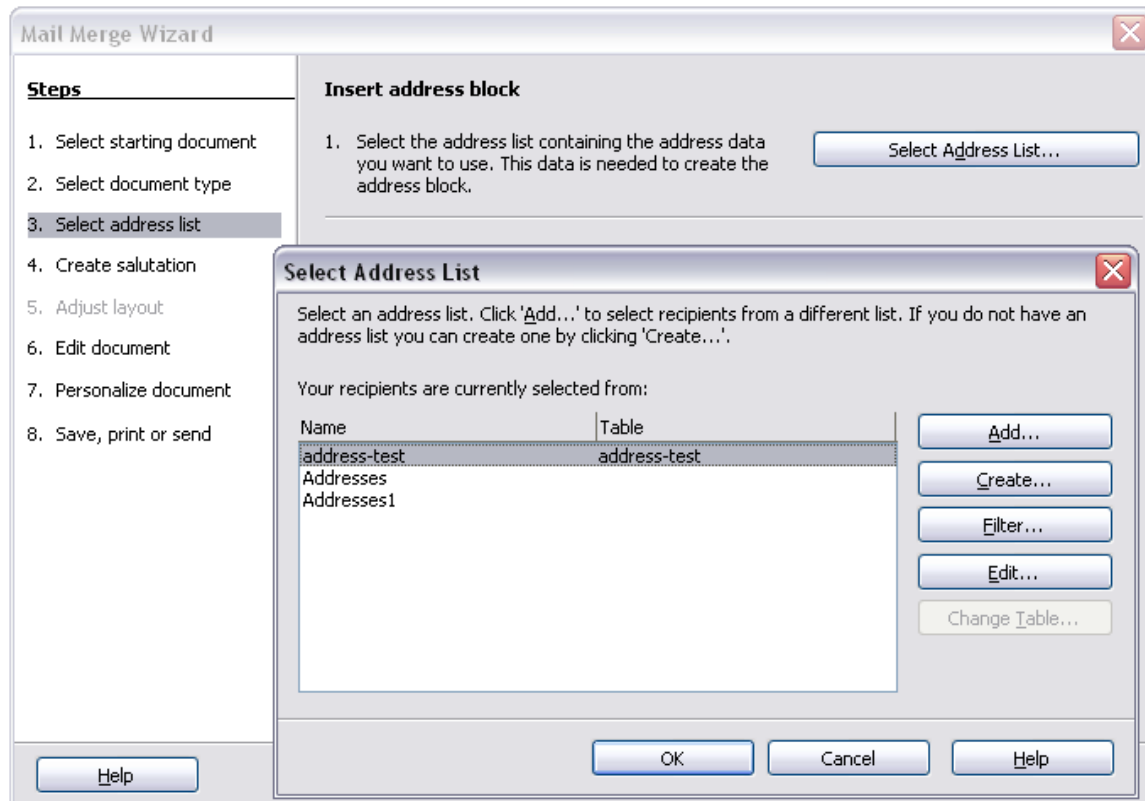 Mail Merge Wizard
Steps
1. Select starting document
2. Select document type
3. Select address list
4. Create salutation
5. Adjust layout
6. Edit document
7. Personalize document
8. Save, print or send
Help
Insert address block
1. Select the address list containing the address data
you want to use. This data is needed to create the
address block.
Select Address List...
Select Address List
Select an address list. Click 'Add...' to select recipients from a different list. If you do not have an
address list you can create one by clicking 'Create...'.
Your recipients are currently selected from:
Name Table
address-test address-test
Addresses
Addresses1
Add...
Create...
Filter...
Edit...
Change Table...
OK Cancel Help